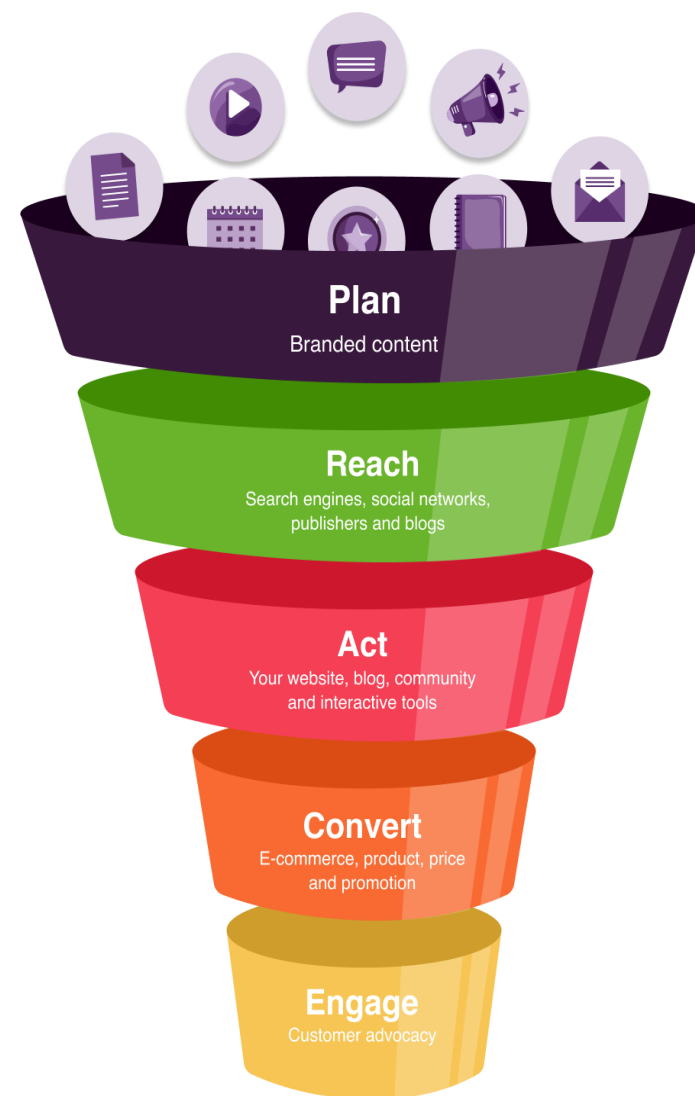 Plan
Branded content
Reach
Search engines, social networks,
publishers and blogs
Act
Your website, blog, community
and interactive tools
Convert
E-commerce, product, price
and promotion
Engage
Customer advocacy